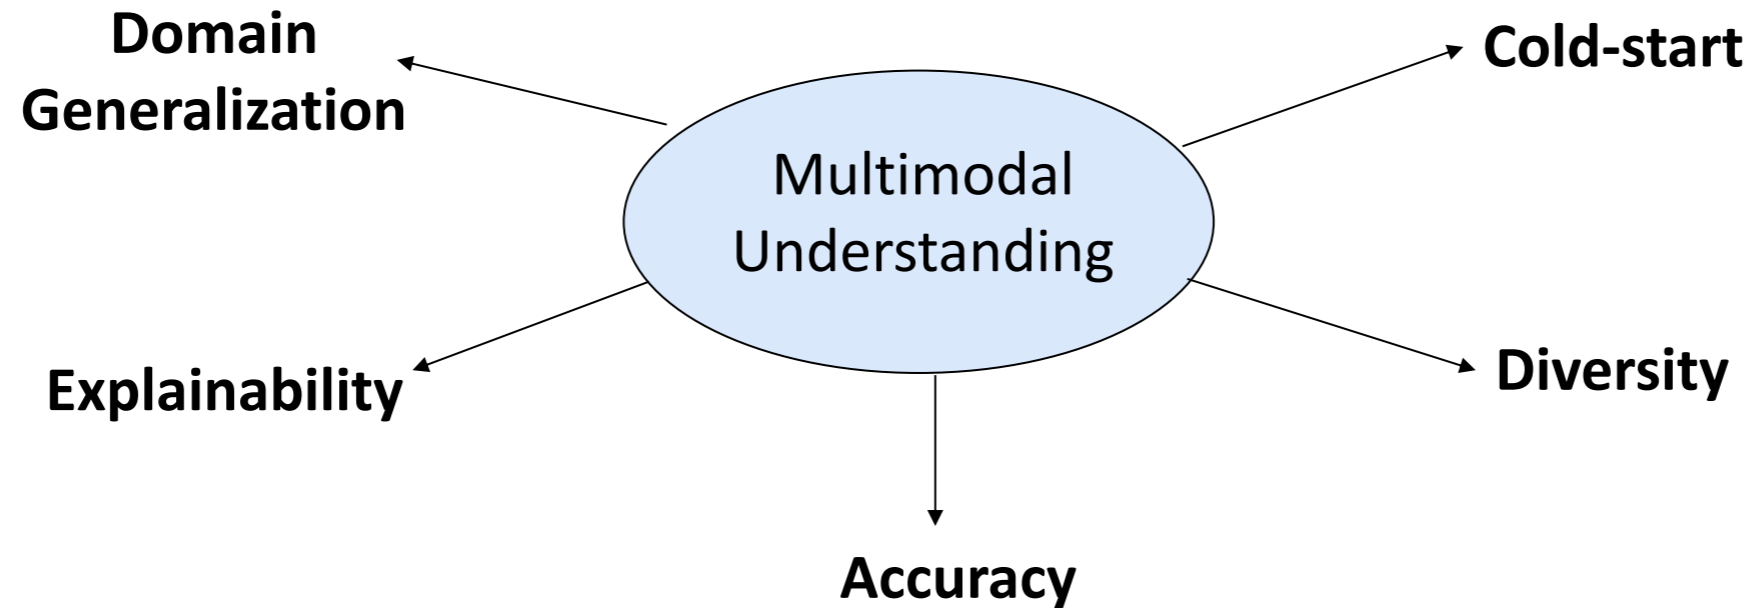 Domain
Generalization
Cold-start
Multimodal
Understanding
Explainability
Diversity
Accuracy